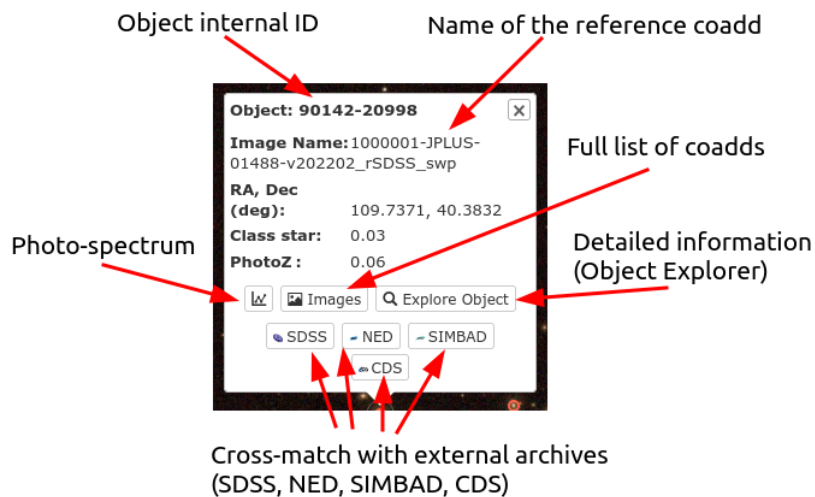 Object internal ID
Name of the reference coadd
Object: 90142-20998
×
Image Name:1000001-JPLUS-
01488-v202202_rSDSS_swp
Full list of coadds
RA, Dec
(deg): 109.7371, 40.3832
Class star: 0.03
PhotoZ : 0.06
Photo-spectrum
Detailed information
(Object Explorer)
Images
Explore Object
SDSS
NED
SIMBAD
CDS
Cross-match with external archives
(SDSS, NED, SIMBAD, CDS)